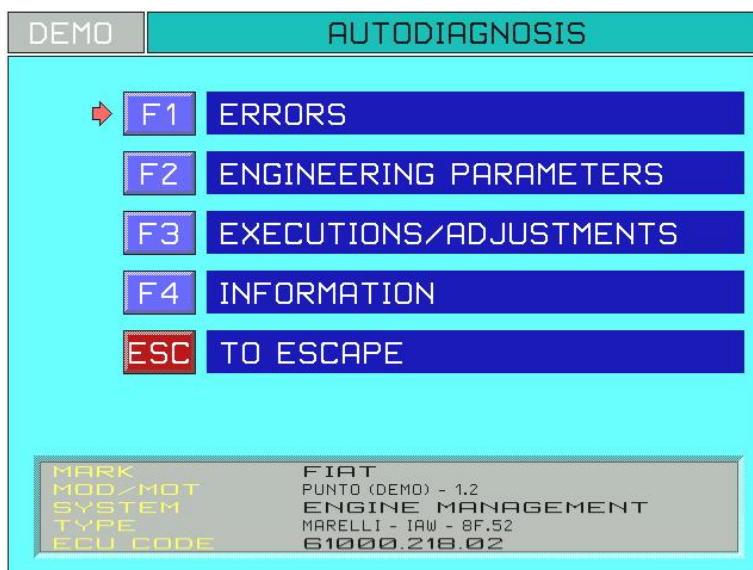 DEMO AUTODIAGNOSIS
F1 ERRORS
F2 ENGINEERING PARAMETERS
F3 EXECUTIONS/ADJUSTMENTS
F4 INFORMATION
ESC TO ESCAPE
MARK FIAT
MOD/MOT PUNTO (DEMO) - 1.2
SYSTEM ENGINE MANAGEMENT
TYPE MARELLI - IAW - 8F.52
ECU CODE 61000.218.02